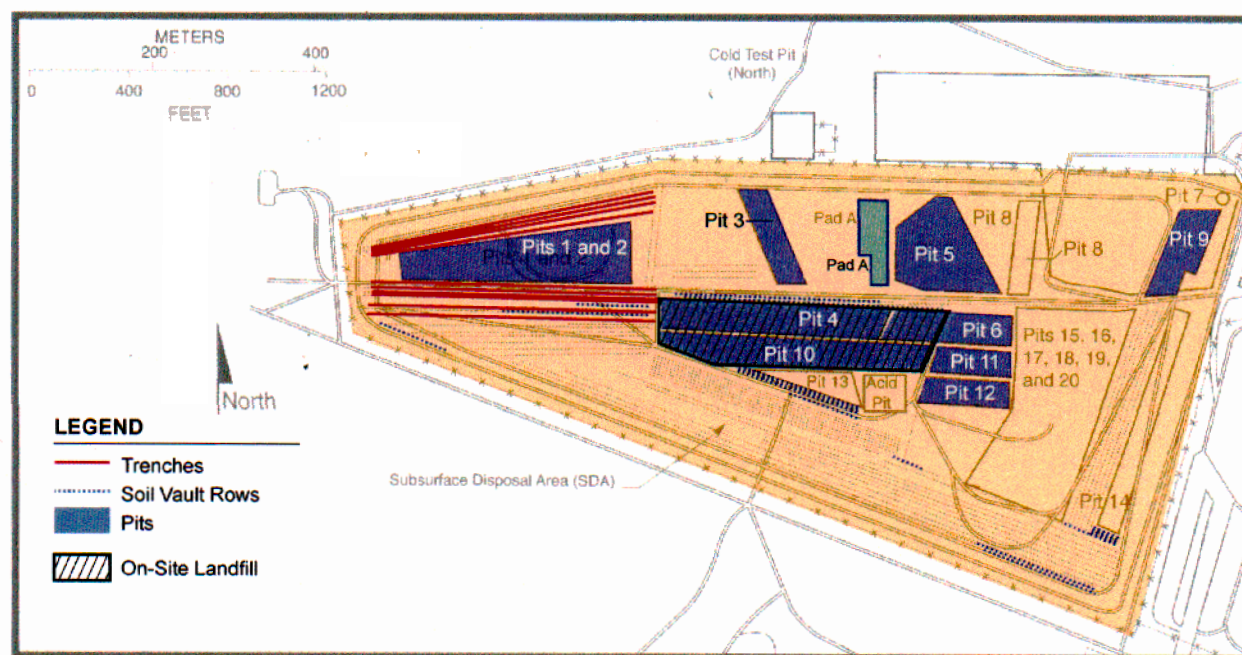 METERS
200 400
0 400 800 1200
FEET
Cold Test Pit
(North)
Pit 7
Pit 3
Pad A
Pit 8
Pits 1 and 2
Pit 5
Pit 8
Pit 9
Pad A
Pit 4
Pit 6
Pits 15, 16,
17, 18, 19,
and 20
Pit 10
Pit 11
Pit 13
Acid
Pit
Pit 12
North
LEGEND
Trenches
Soil Vault Rows
Pits
On-Site Landfill
Subsurface Disposal Area (SDA)
Pit 14